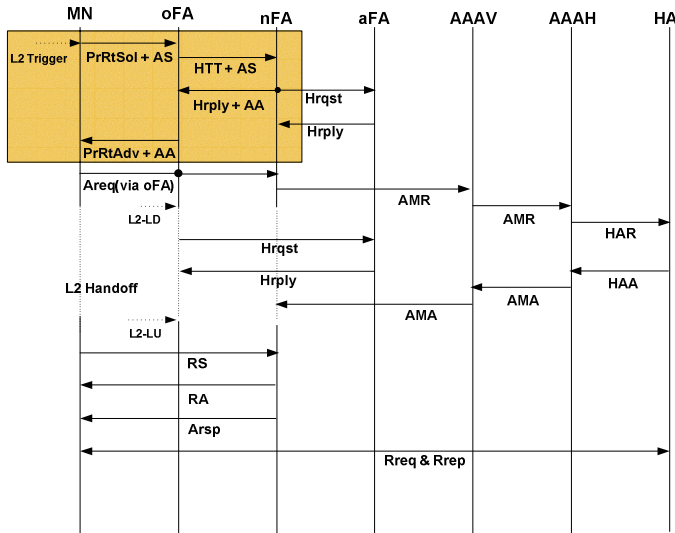 MN oFA nFA aFA AAAV AAAH HA
L2 Trigger
PrRtSol + AS
HTT + AS
Hrply + AA
Hrqst
Hrply
PrRtAdv + AA
Areq(via oFA)
AMR
AMR
L2-LD
HAR
Hrqst
Hrply
HAA
L2 Handoff
AMA
AMA
L2-LU
RS
RA
Arsp
Rreq & Rrep